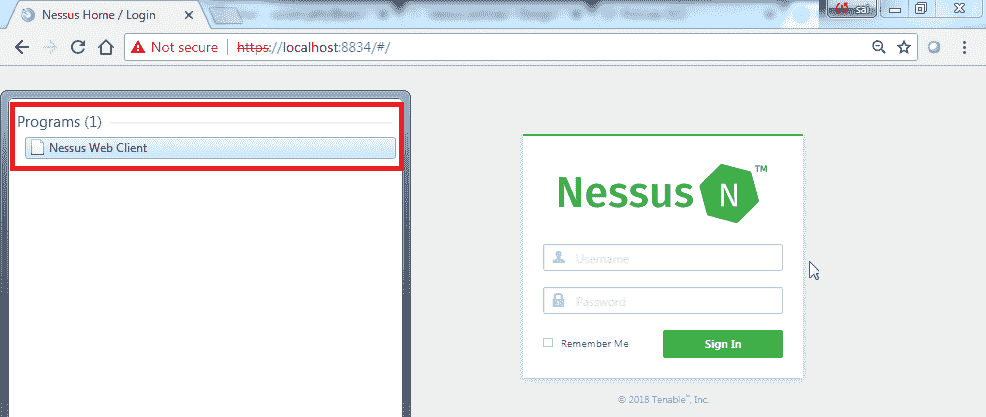 Nessus Home / Login
sai
Not secure
https://localhost:8834/#/
Programs (1)
Nessus Web Client
Nessus N ™
Username
Password
Remember Me
Sign In
© 2018 Tenable™, Inc.